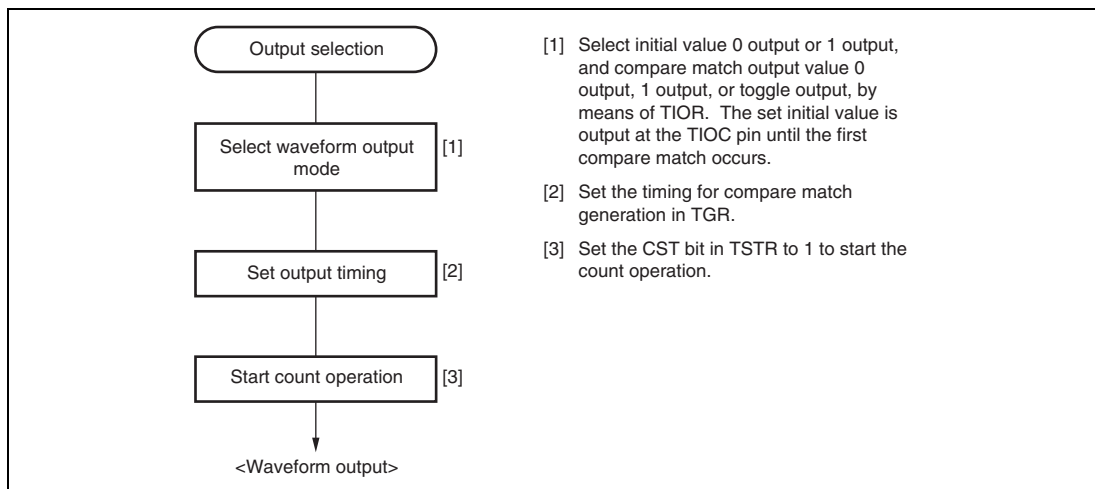 Output selection
Select waveform output
mode
[1]
Set output timing
[2]
Start count operation
[3]
<Waveform output>
[1] Select initial value 0 output or 1 output,
and compare match output value 0
output, 1 output, or toggle output, by
means of TIOR. The set initial value is
output at the TIOC pin until the first
compare match occurs.
[2] Set the timing for compare match
generation in TGR.
[3] Set the CST bit in TSTR to 1 to start the
count operation.